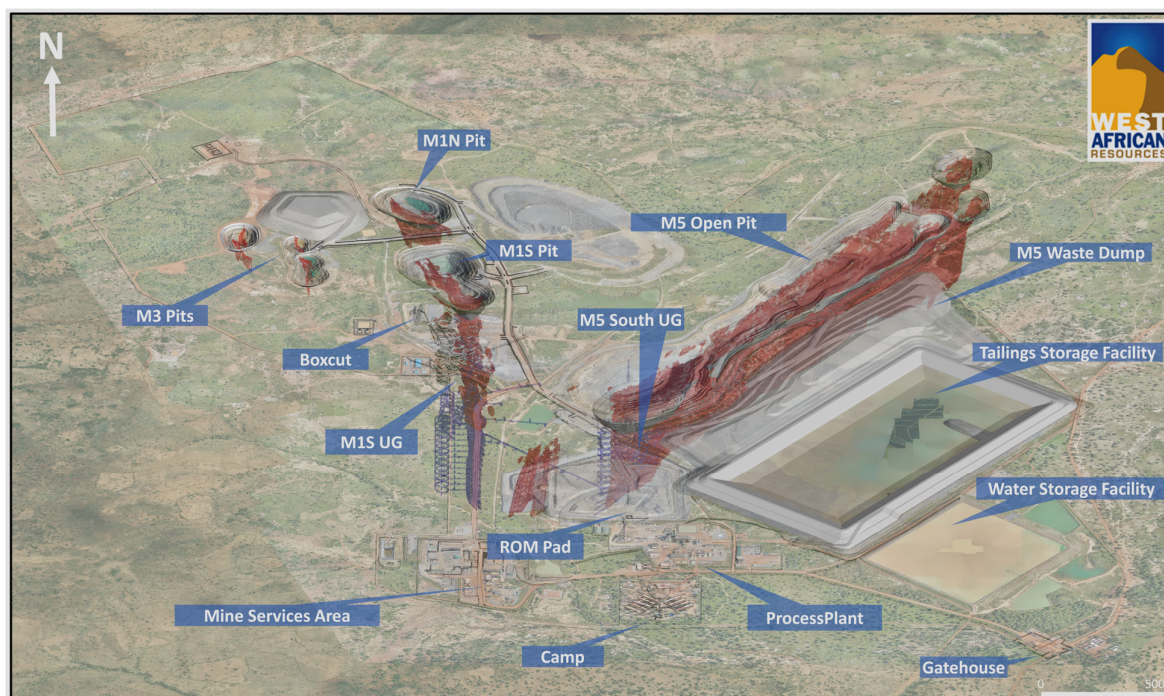 N
WEST
AFRICAN
RESOURCES
M1N Pit
M5 Open Pit
M1S Pit
M5 Waste Dump
M3 Pits
M5 South UG
Boxcut
Tailings Storage Facility
M1S UG
Water Storage Facility
ROM Pad
Mine Services Area
ProcessPlant
Camp
Gatehouse
0 500